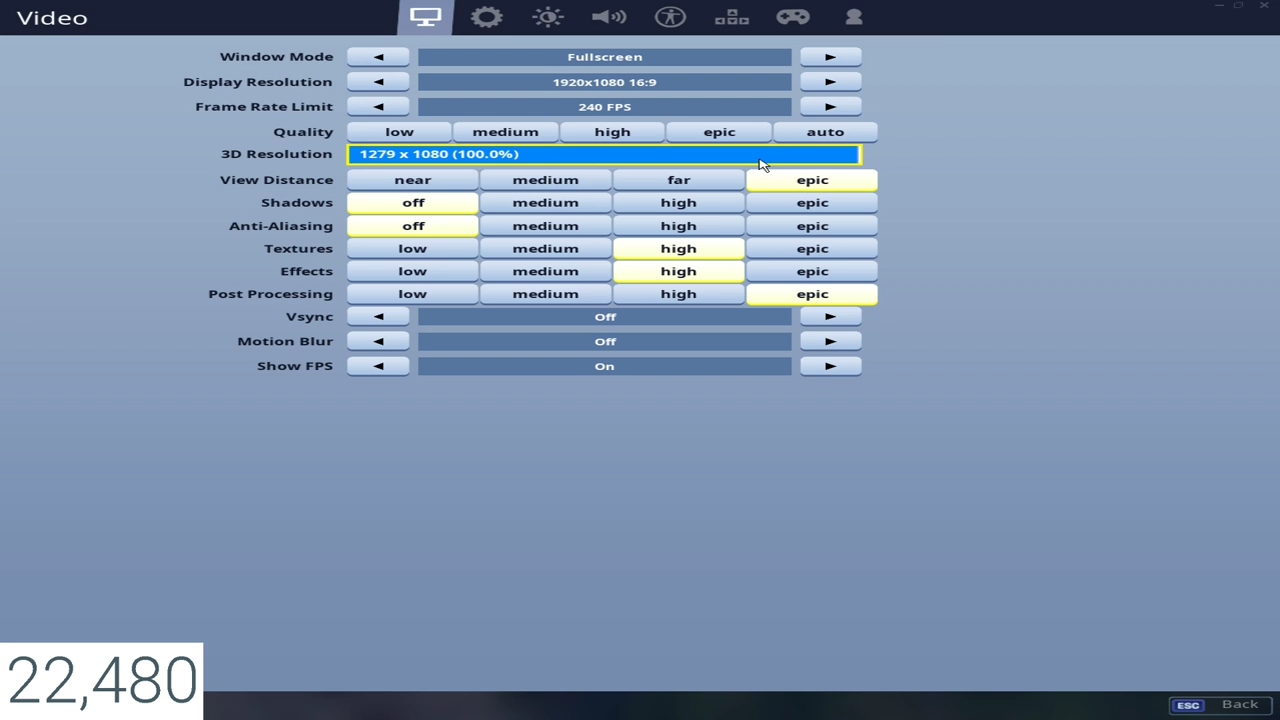 Video
Window Mode ◄ Fullscreen ►
Display Resolution ◄ 1920x1080 16:9 ►
Frame Rate Limit ◄ 240 FPS ►
Quality low medium high epic auto
3D Resolution 1279 x 1080 (100.0%)
View Distance near medium far epic
Shadows off medium high epic
Anti-Aliasing off medium high epic
Textures low medium high epic
Effects low medium high epic
Post Processing low medium high epic
Vsync ◄ Off ►
Motion Blur ◄ Off ►
Show FPS ◄ On ►
22,480
ESC Back